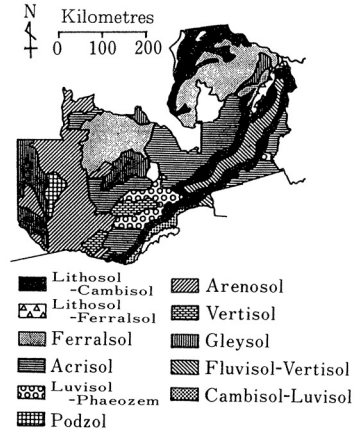 N
Kilometres
0 100 200
Lithosol
-Cambisol
Lithosol
-Ferralsol
Ferralsol
Acrisol
Luvisol
-Phaeozem
Podzol
Arenosol
Vertisol
Gleysol
Fluvisol-Vertisol
Cambisol-Luvisol